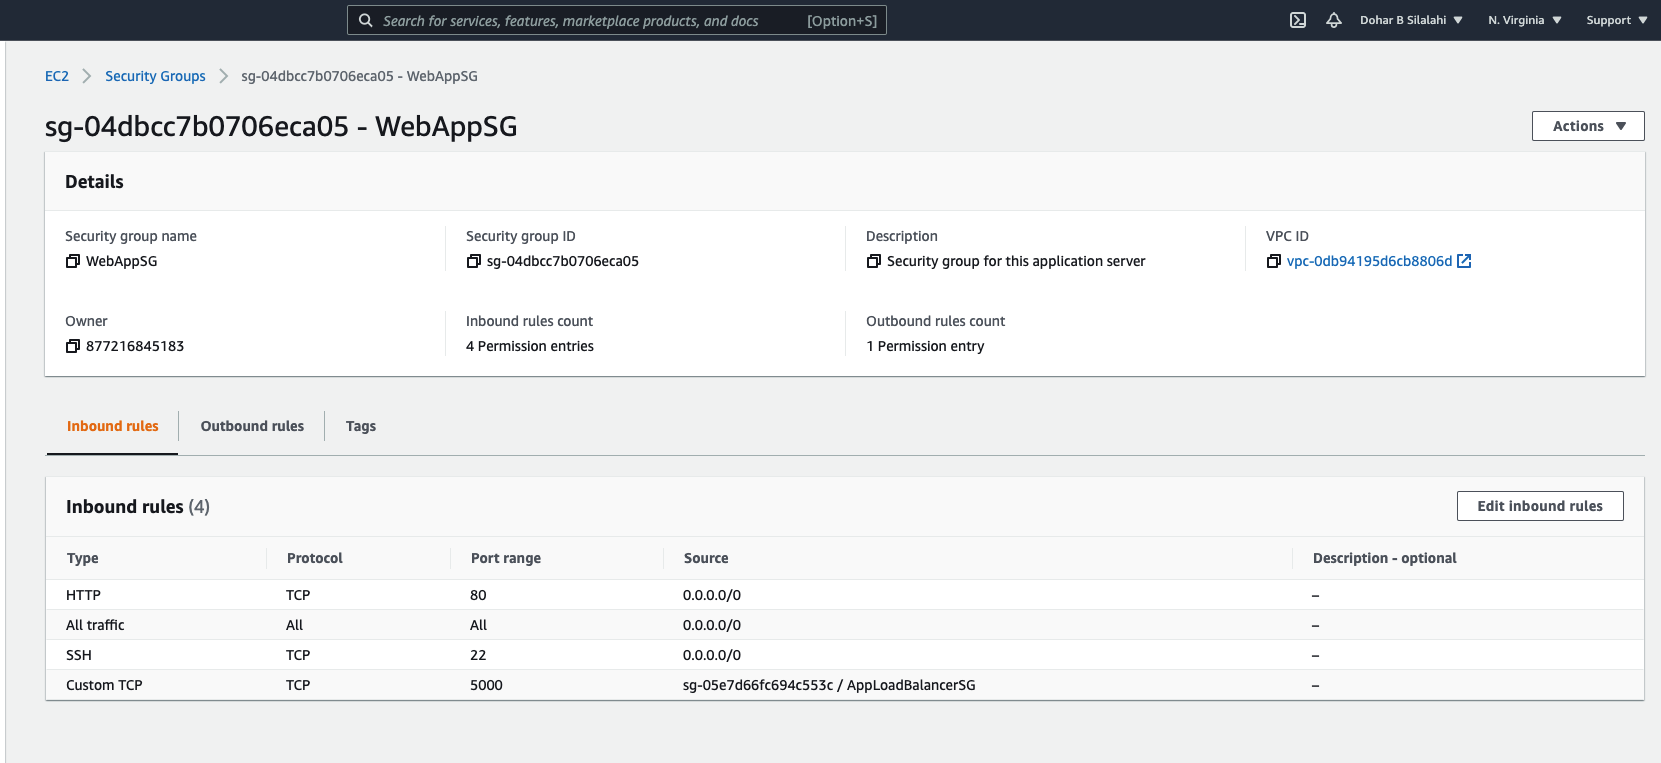 Search for services, features, marketplace products, and docs [Option+S] Dohar B Silalahi N. Virginia Support
EC2 Security Groups sg-04dbcc7b0706eca05 - WebAppSG
sg-04dbcc7b0706eca05 - WebAppSG
Actions
Details
Security group name Security group ID Description VPC ID
WebAppSG sg-04dbcc7b0706eca05 Security group for this application server vpc-0db94195d6cb8806d
Owner Inbound rules count Outbound rules count
877216845183 4 Permission entries 1 Permission entry
Inbound rules Outbound rules Tags
Inbound rules (4) Edit inbound rules
Type Protocol Port range Source Description - optional
HTTP TCP 80 0.0.0.0/0 –
All traffic All All 0.0.0.0/0 –
SSH TCP 22 0.0.0.0/0 –
Custom TCP TCP 5000 sg-05e7d66fc694c553c / AppLoadBalancerSG –